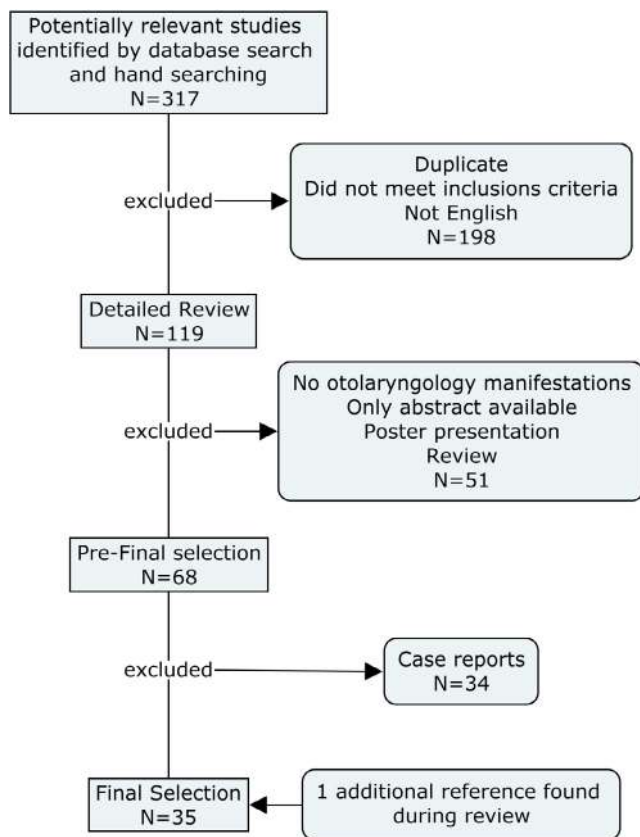 Potentially relevant studies
identified by database search
and hand searching
N=317
excluded
Duplicate
Did not meet inclusions criteria
Not English
N=198
Detailed Review
N=119
excluded
No otolaryngology manifestations
Only abstract available
Poster presentation
Review
N=51
Pre-Final selection
N=68
excluded
Case reports
N=34
Final Selection
N=35
1 additional reference found
during review